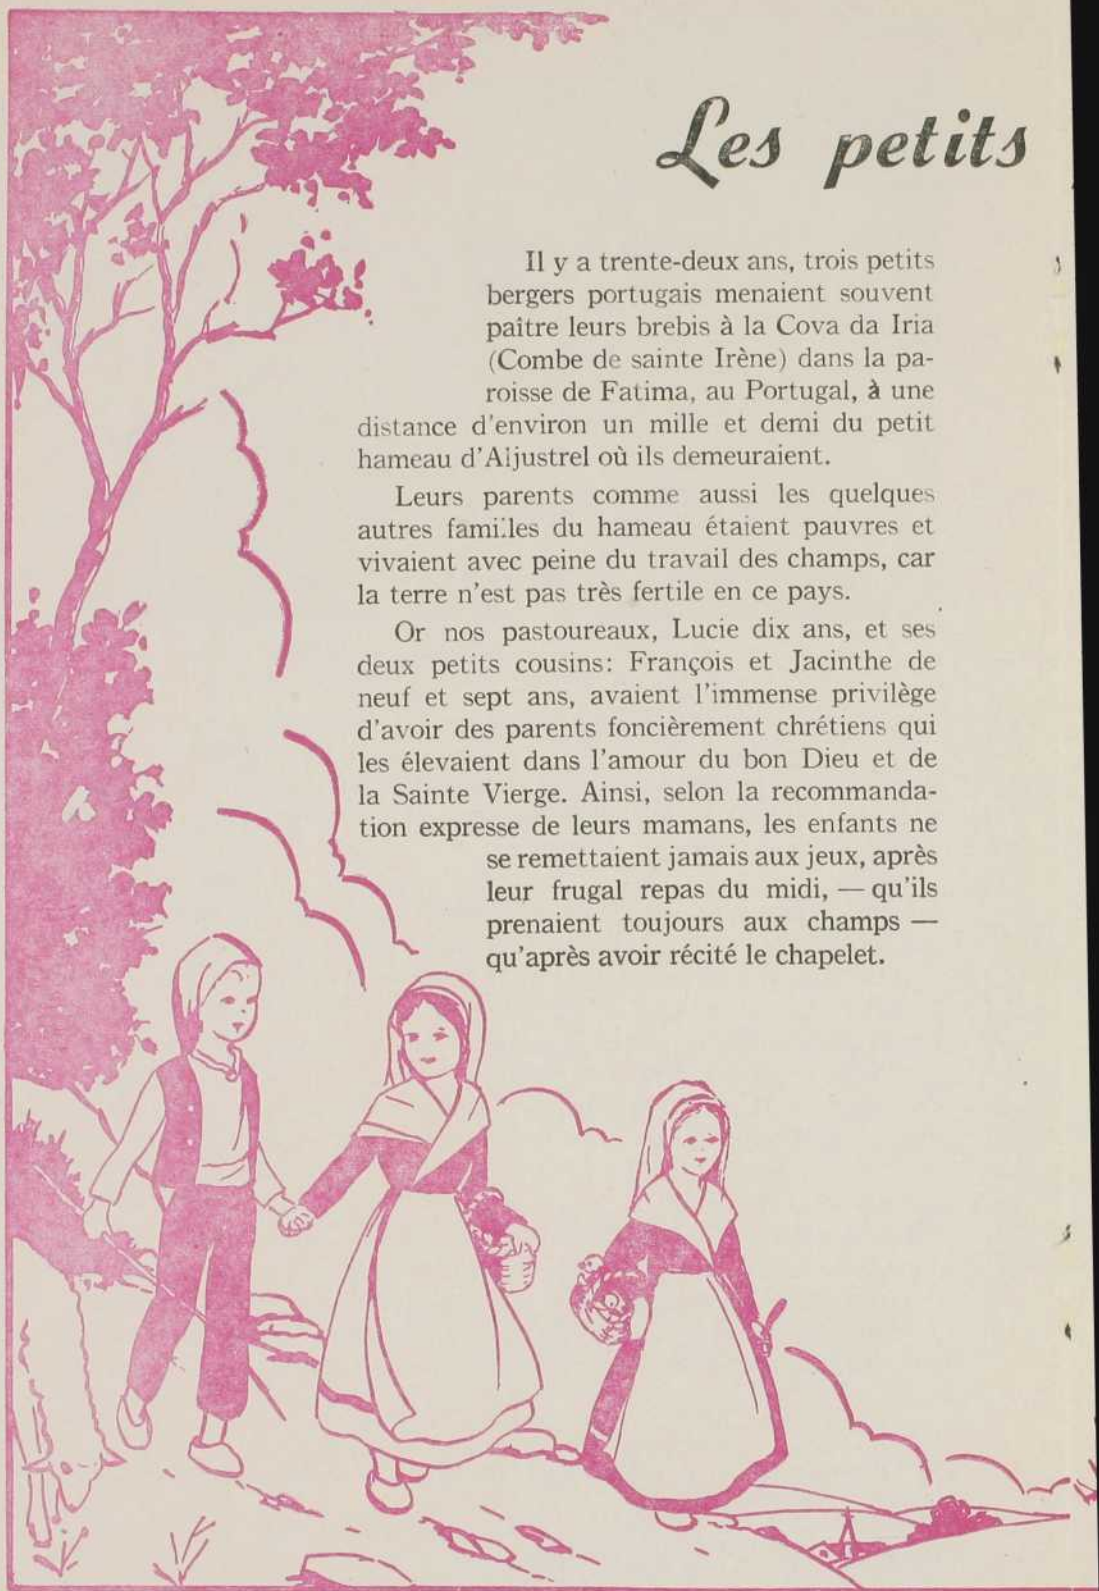 Les petits
Il y a trente-deux ans, trois petits
bergers portugais menaient souvent
paître leurs brebis à la Cova da Iria
(Combe de sainte Irène) dans la pa-
roisse de Fatima, au Portugal, à une
distance d'environ un mille et demi du petit
hameau d'Aljustrel où ils demeuraient.
Leurs parents comme aussi les quelques
autres familles du hameau étaient pauvres et
vivaient avec peine du travail des champs, car
la terre n'est pas très fertile en ce pays.
Or nos pastoureaux, Lucie dix ans, et ses
deux petits cousins: François et Jacinthe de
neuf et sept ans, avaient l'immense privilège
d'avoir des parents foncièrement chrétiens qui
les élevaient dans l'amour du bon Dieu et de
la Sainte Vierge. Ainsi, selon la recommanda-
tion expresse de leurs mamans, les enfants ne
se remettaient jamais aux jeux, après
leur frugal repas du midi, — qu'ils
prenaient toujours aux champs —
qu'après avoir récité le chapelet.